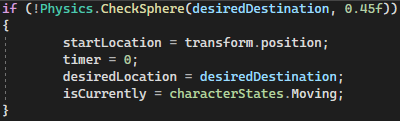 if (!Physics.CheckSphere(desiredDestination, 0.45f))
{
startLocation = transform.position;
timer = 0;
desiredLocation = desiredDestination;
isCurrently = characterStates.Moving;
}